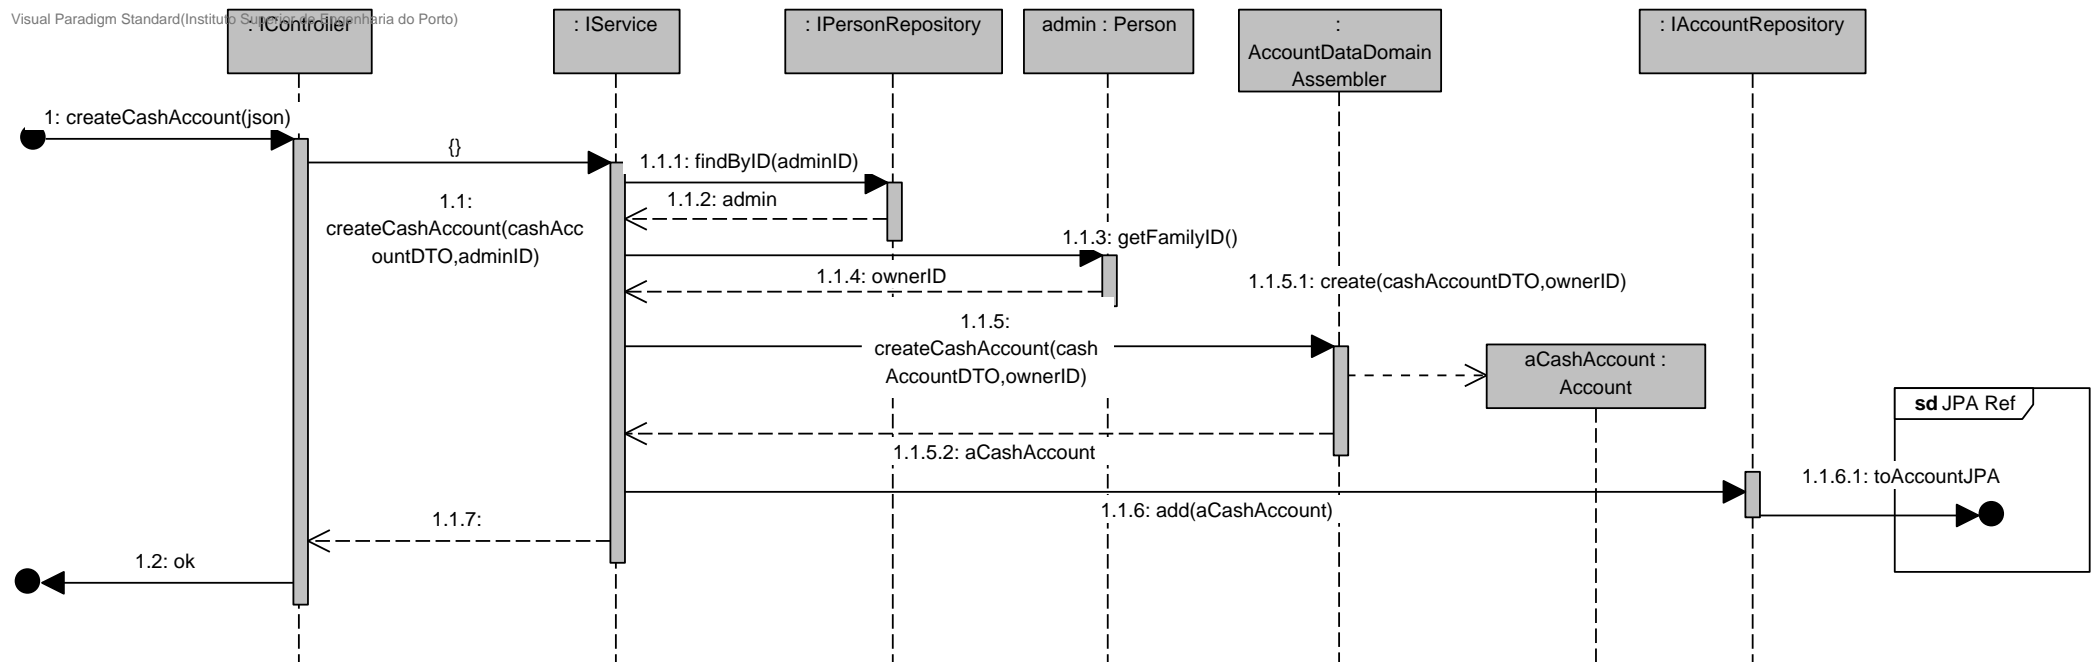 Visual Paradigm Standard(Instituto Superior de Engenharia do Porto)
: IController
: IService
: IPersonRepository
admin : Person
:
AccountDataDomain
Assembler
: IAccountRepository
1: createCashAccount(json)
{}
1.1:
createCashAccount(cashAcc
ountDTO,adminID)
1.1.1: findByID(adminID)
1.1.2: admin
1.1.3: getFamilyID()
1.1.4: ownerID
1.1.5.1: create(cashAccountDTO,ownerID)
1.1.5:
createCashAccount(cash
AccountDTO,ownerID)
aCashAccount :
Account
sd JPA Ref
1.1.5.2: aCashAccount
1.1.6.1: toAccountJPA
1.1.6: add(aCashAccount)
1.1.7:
1.2: ok